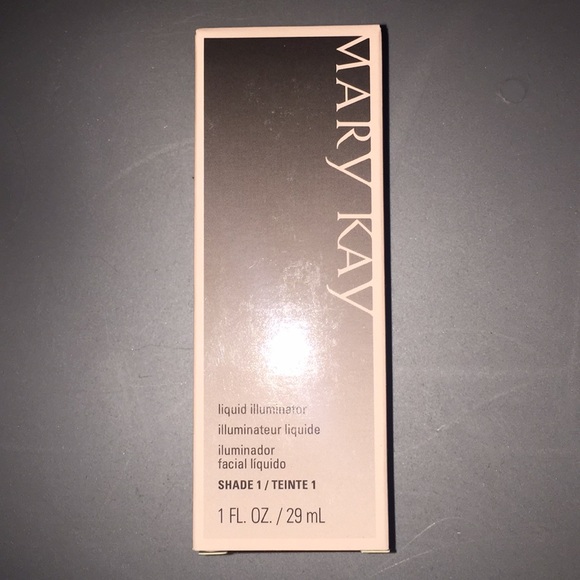 MARY KAY
liquid illuminator
illuminateur liquide
iluminador
facial líquido
SHADE 1 / TEINTE 1
1 FL. OZ. / 29 mL